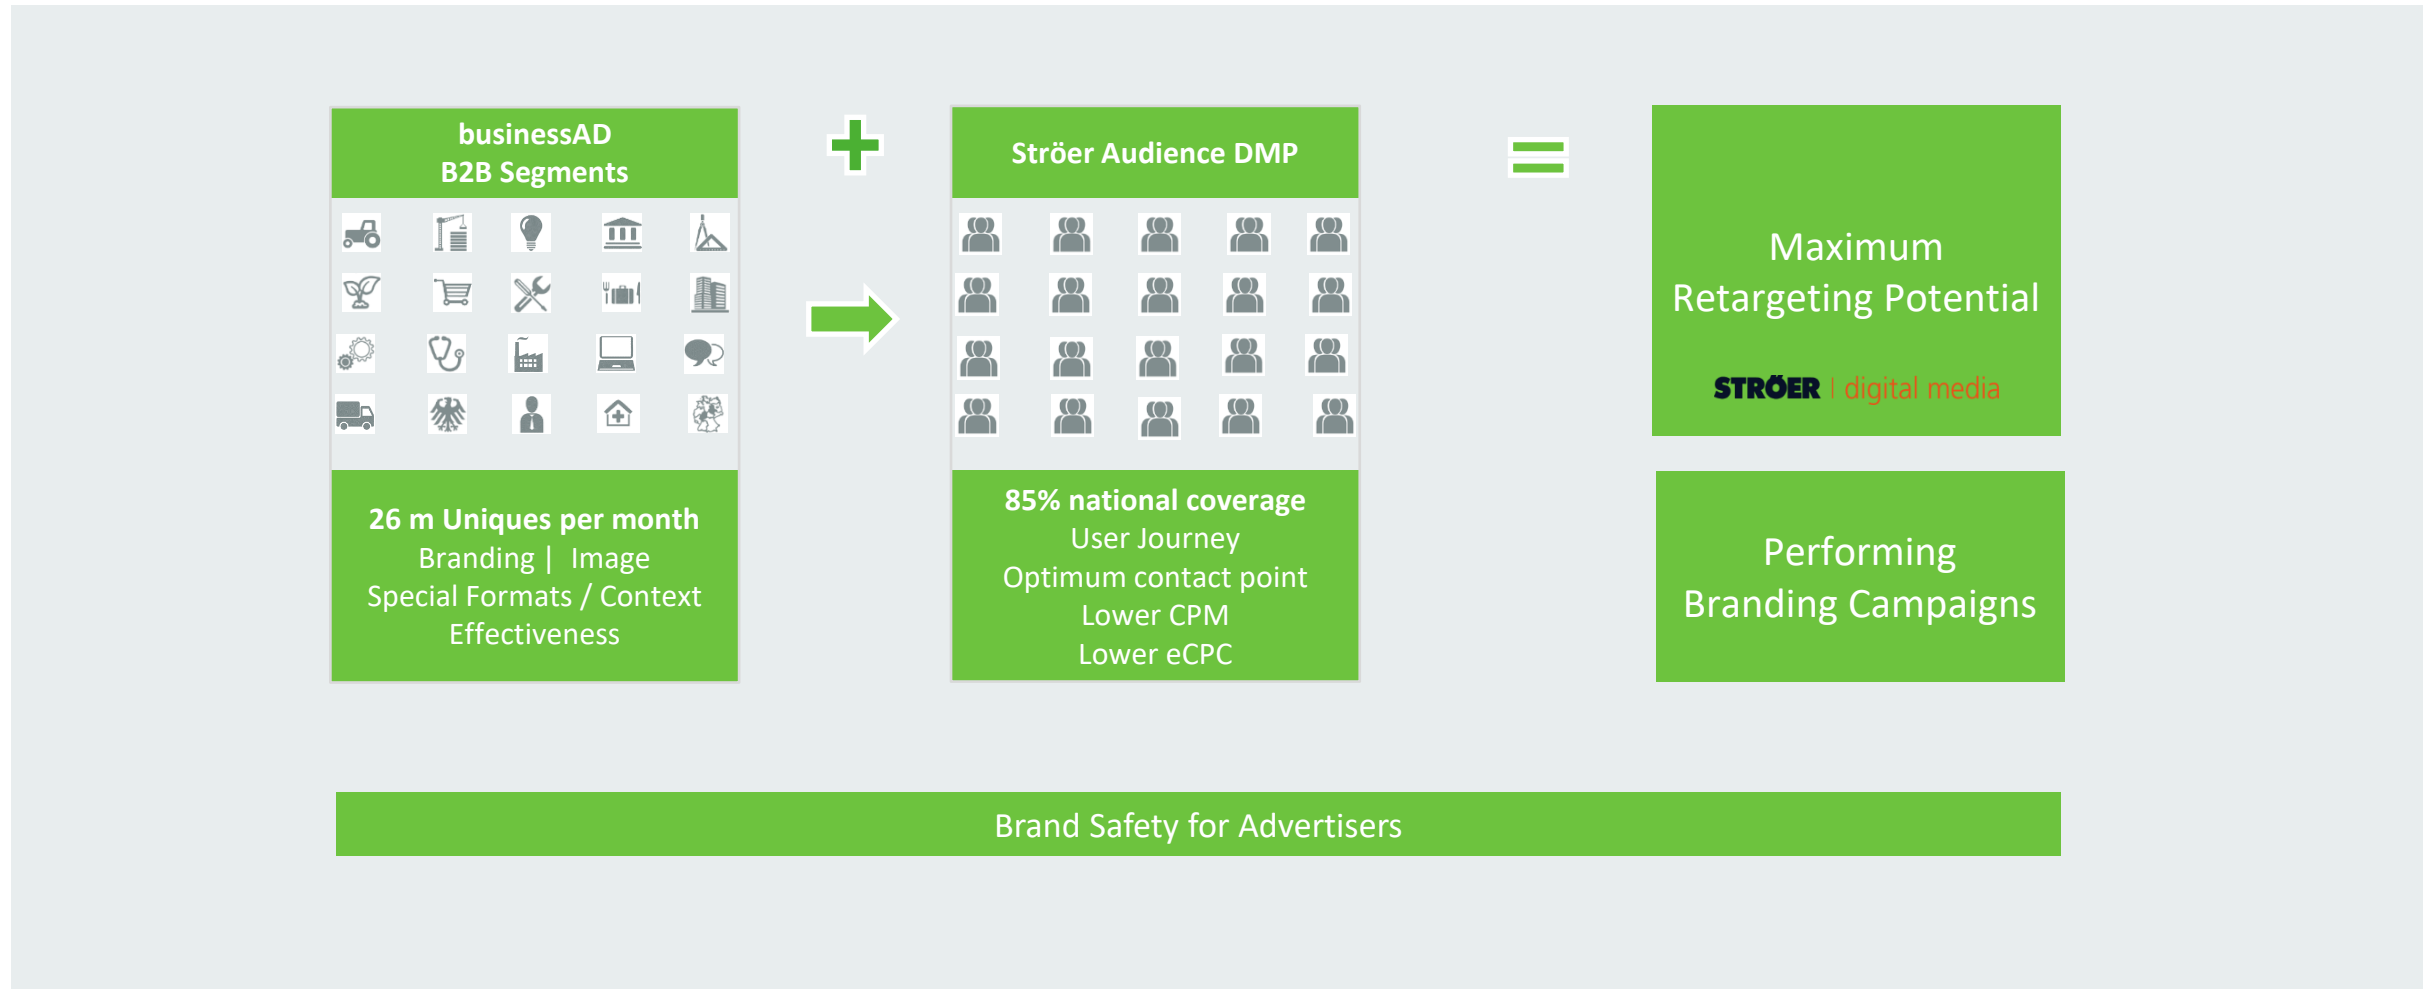 businessAD
B2B Segments
Ströer Audience DMP
26 m Uniques per month
Branding | Image
Special Formats / Context
Effectiveness
85% national coverage
User Journey
Optimum contact point
Lower CPM
Lower eCPC
Maximum
Retargeting Potential
STRÖER | digital media
Performing
Branding Campaigns
Brand Safety for Advertisers